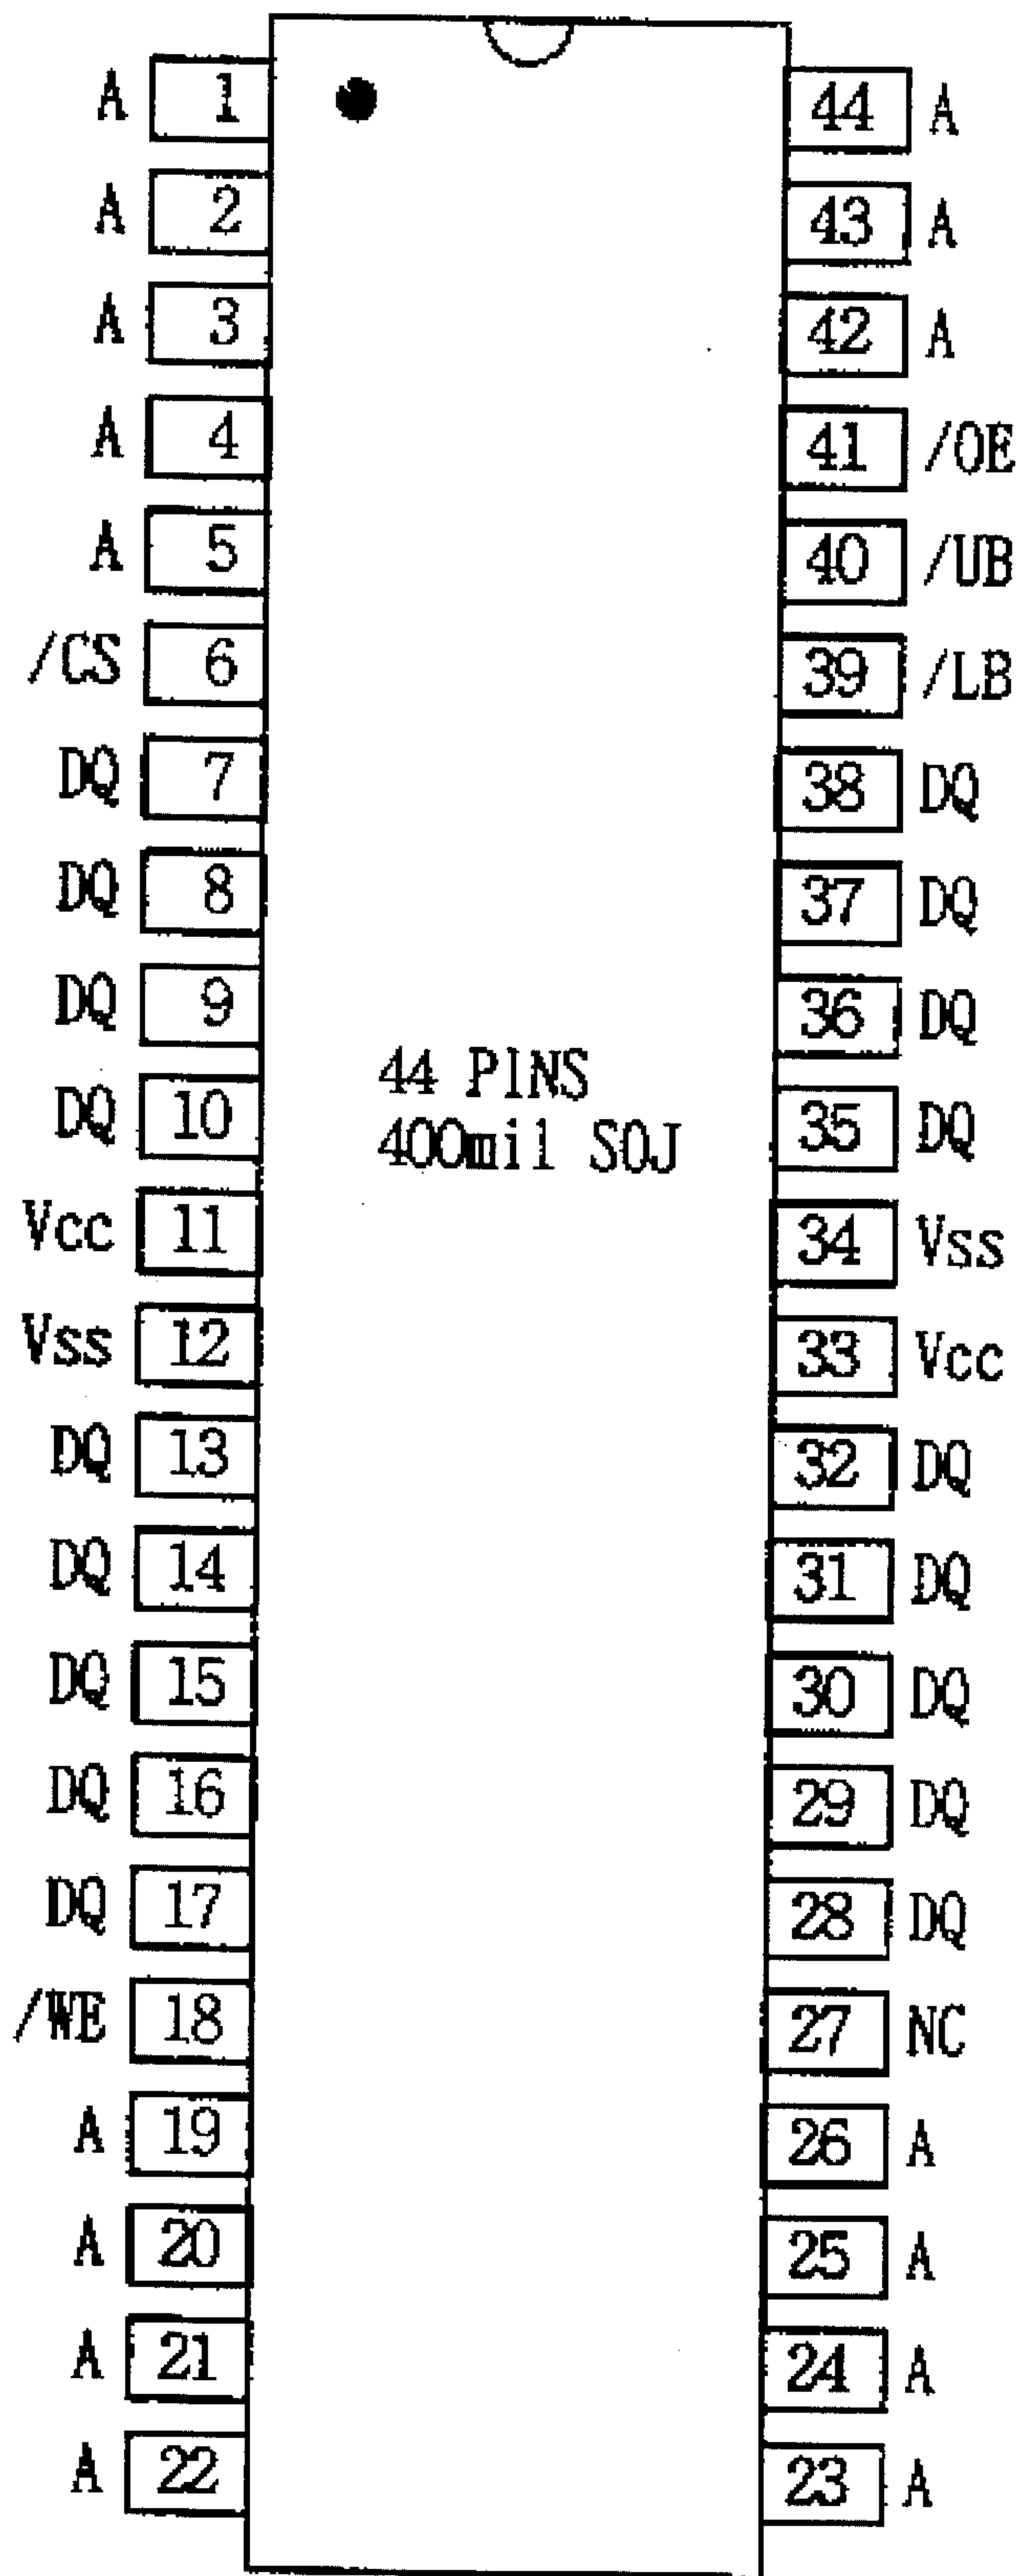 A 1 44 A
A 2 43 A
A 3 42 A
A 4 41 /OE
A 5 40 /UB
/CS 6 39 /LB
DQ 7 38 DQ
DQ 8 37 DQ
DQ 9 36 DQ
44 PINS
DQ 10 35 DQ
400mil SOJ
Vcc 11 34 Vss
Vss 12 33 Vcc
DQ 13 32 DQ
DQ 14 31 DQ
DQ 15 30 DQ
DQ 16 29 DQ
DQ 17 28 DQ
/WE 18 27 NC
A 19 26 A
A 20 25 A
A 21 24 A
A 22 23 A